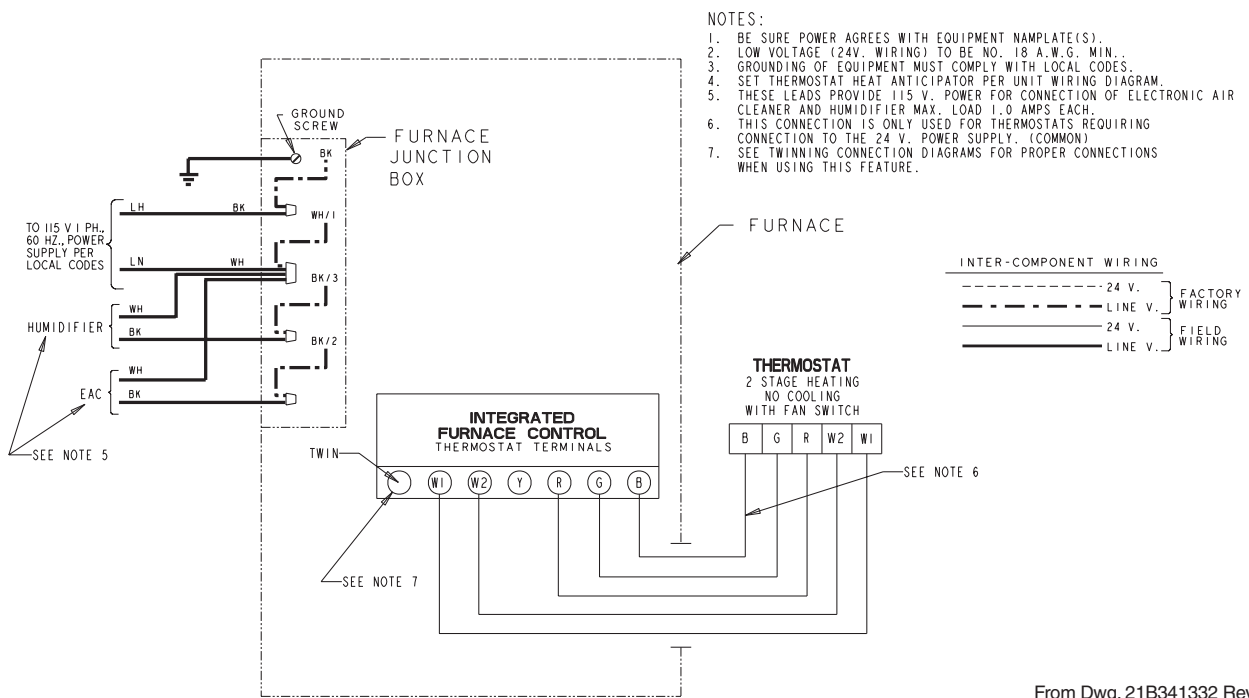 NOTES:
1. BE SURE POWER AGREES WITH EQUIPMENT NAMPLATE(S).
2. LOW VOLTAGE (24V. WIRING) TO BE NO. 18 A.W.G. MIN..
3. GROUNDING OF EQUIPMENT MUST COMPLY WITH LOCAL CODES.
4. SET THERMOSTAT HEAT ANTICIPATOR PER UNIT WIRING DIAGRAM.
5. THESE LEADS PROVIDE 115 V. POWER FOR CONNECTION OF ELECTRONIC AIR
CLEANER AND HUMIDIFIER MAX. LOAD 1.0 AMPS EACH.
6. THIS CONNECTION IS ONLY USED FOR THERMOSTATS REQUIRING
CONNECTION TO THE 24 V. POWER SUPPLY. (COMMON)
7. SEE TWINNING CONNECTION DIAGRAMS FOR PROPER CONNECTIONS
WHEN USING THIS FEATURE.
GROUND
SCREW
BK
FURNACE
JUNCTION
BOX
LH BK
WH/1
TO 115 V 1 PH.,
60 HZ., POWER
SUPPLY PER
LOCAL CODES
LN WH
BK/3
WH
HUMIDIFIER
BK
BK/2
WH
EAC
BK
SEE NOTE 5
FURNACE
INTER-COMPONENT WIRING
24 V.
LINE V.
FACTORY
WIRING
24 V.
LINE V.
FIELD
WIRING
THERMOSTAT
2 STAGE HEATING
NO COOLING
WITH FAN SWITCH
B G R W2 W1
SEE NOTE 6
INTEGRATED
FURNACE CONTROL
THERMOSTAT TERMINALS
TWIN
W1 W2 Y R G B
SEE NOTE 7
From Dwg. 21B341332 Rev